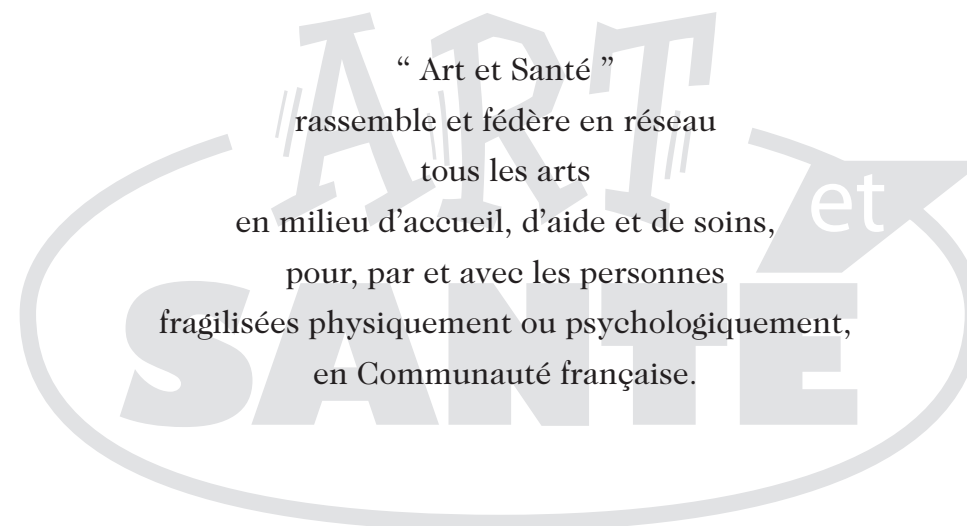 ART
et
SANTÉ
“ Art et Santé ”
rassemble et fédère en réseau
tous les arts
en milieu d’accueil, d’aide et de soins,
pour, par et avec les personnes
fragilisées physiquement ou psychologiquement,
en Communauté française.